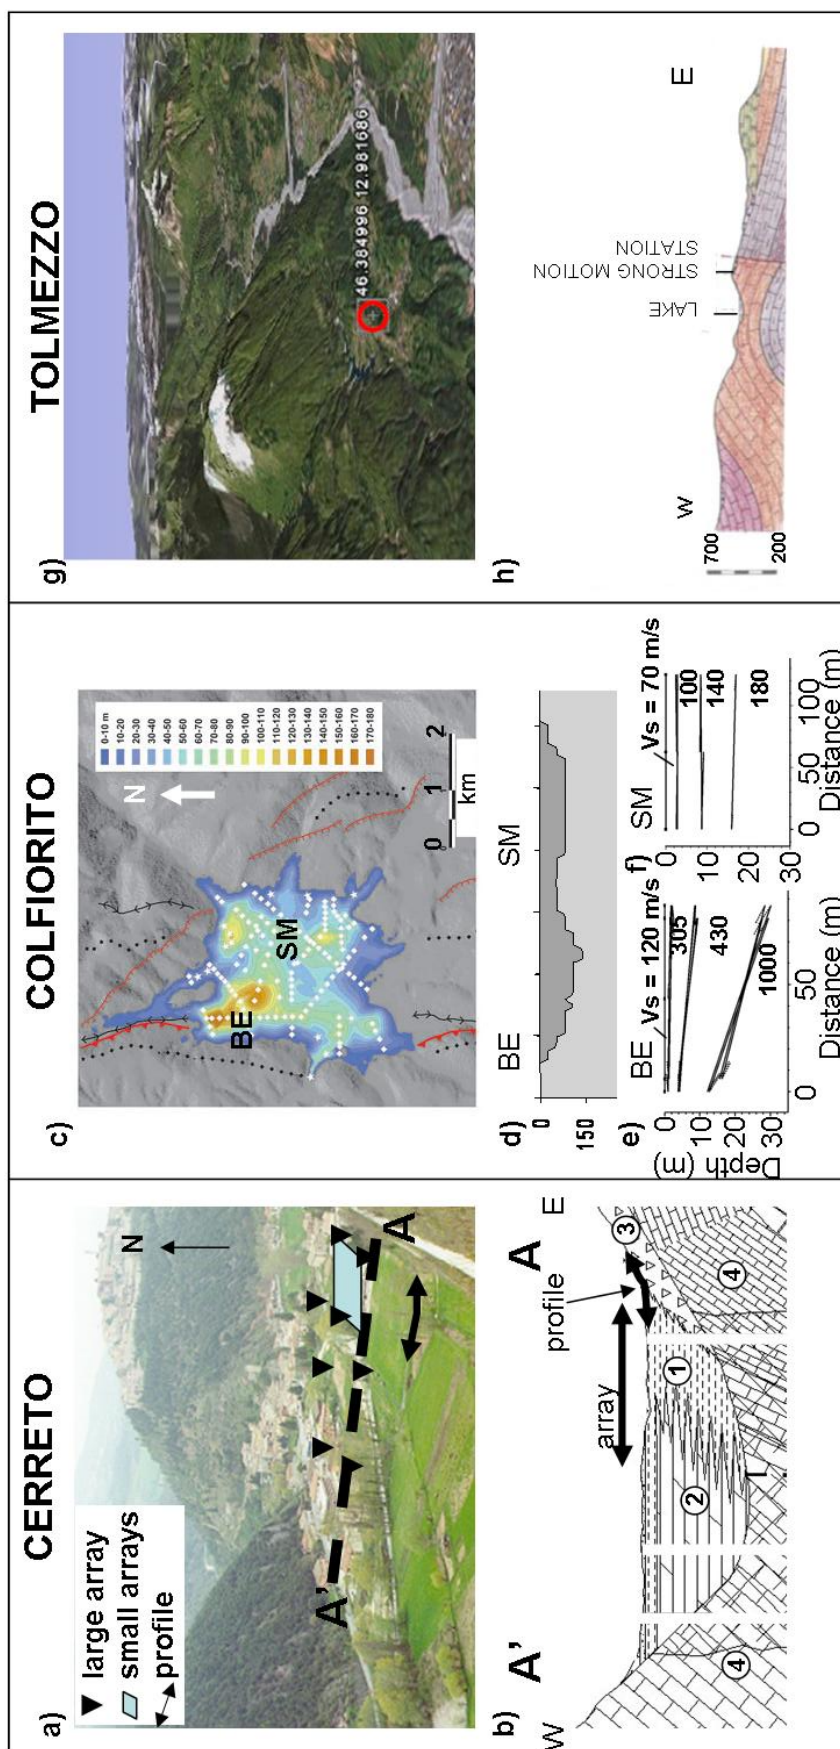 CERRETO
a)
large array
small arrays
profile
N
A'
A
b)
W
A'
A
E
profile
array
1
2
3
4
4
COLFIORITO
c)
BE
SM
N
0-10 m
10-20
20-30
30-40
40-50
50-60
60-70
70-80
80-90
90-100
100-110
110-120
120-130
130-140
140-150
150-160
160-170
170-180
0 1 2
km
d)
BE
SM
0
150
e)
BE
Vs = 120 m/s
305
430
1000
0
10
20
30
Depth (m)
0 50
Distance (m)
f)
SM
Vs = 70 m/s
100
140
180
0
10
20
30
0 50 100
Distance (m)
TOLMEZZO
g)
46.384996 12.981686
h)
W
E
700
200
LAKE
STRONG MOTION
STATION